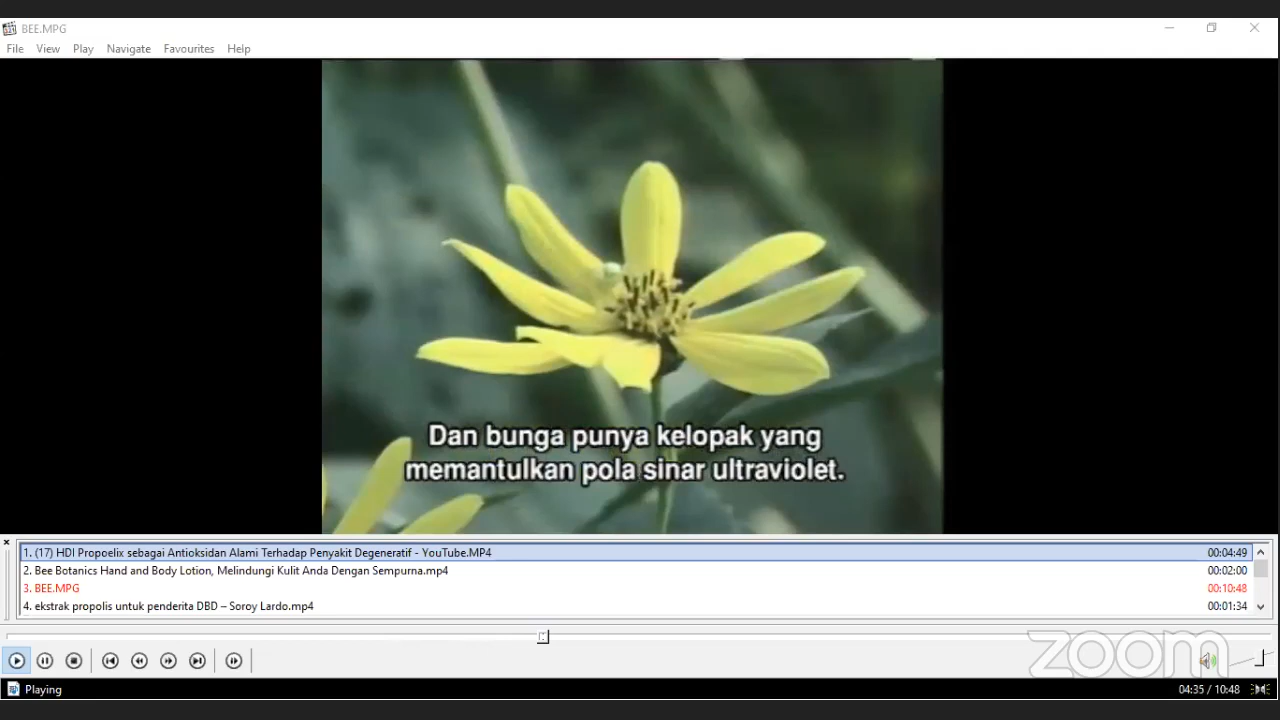 BEE.MPG
File View Play Navigate Favourites Help
Dan bunga punya kelopak yang
memantulkan pola sinar ultraviolet.
1. (17) HDI Propoelix sebagai Antioksidan Alami Terhadap Penyakit Degeneratif - YouTube.MP4 00:04:49
2. Bee Botanics Hand and Body Lotion, Melindungi Kulit Anda Dengan Sempurna.mp4 00:02:00
3. BEE.MPG 00:10:48
4. ekstrak propolis untuk penderita DBD – Soroy Lardo.mp4 00:01:34
zoom
Playing 04:35 / 10:48